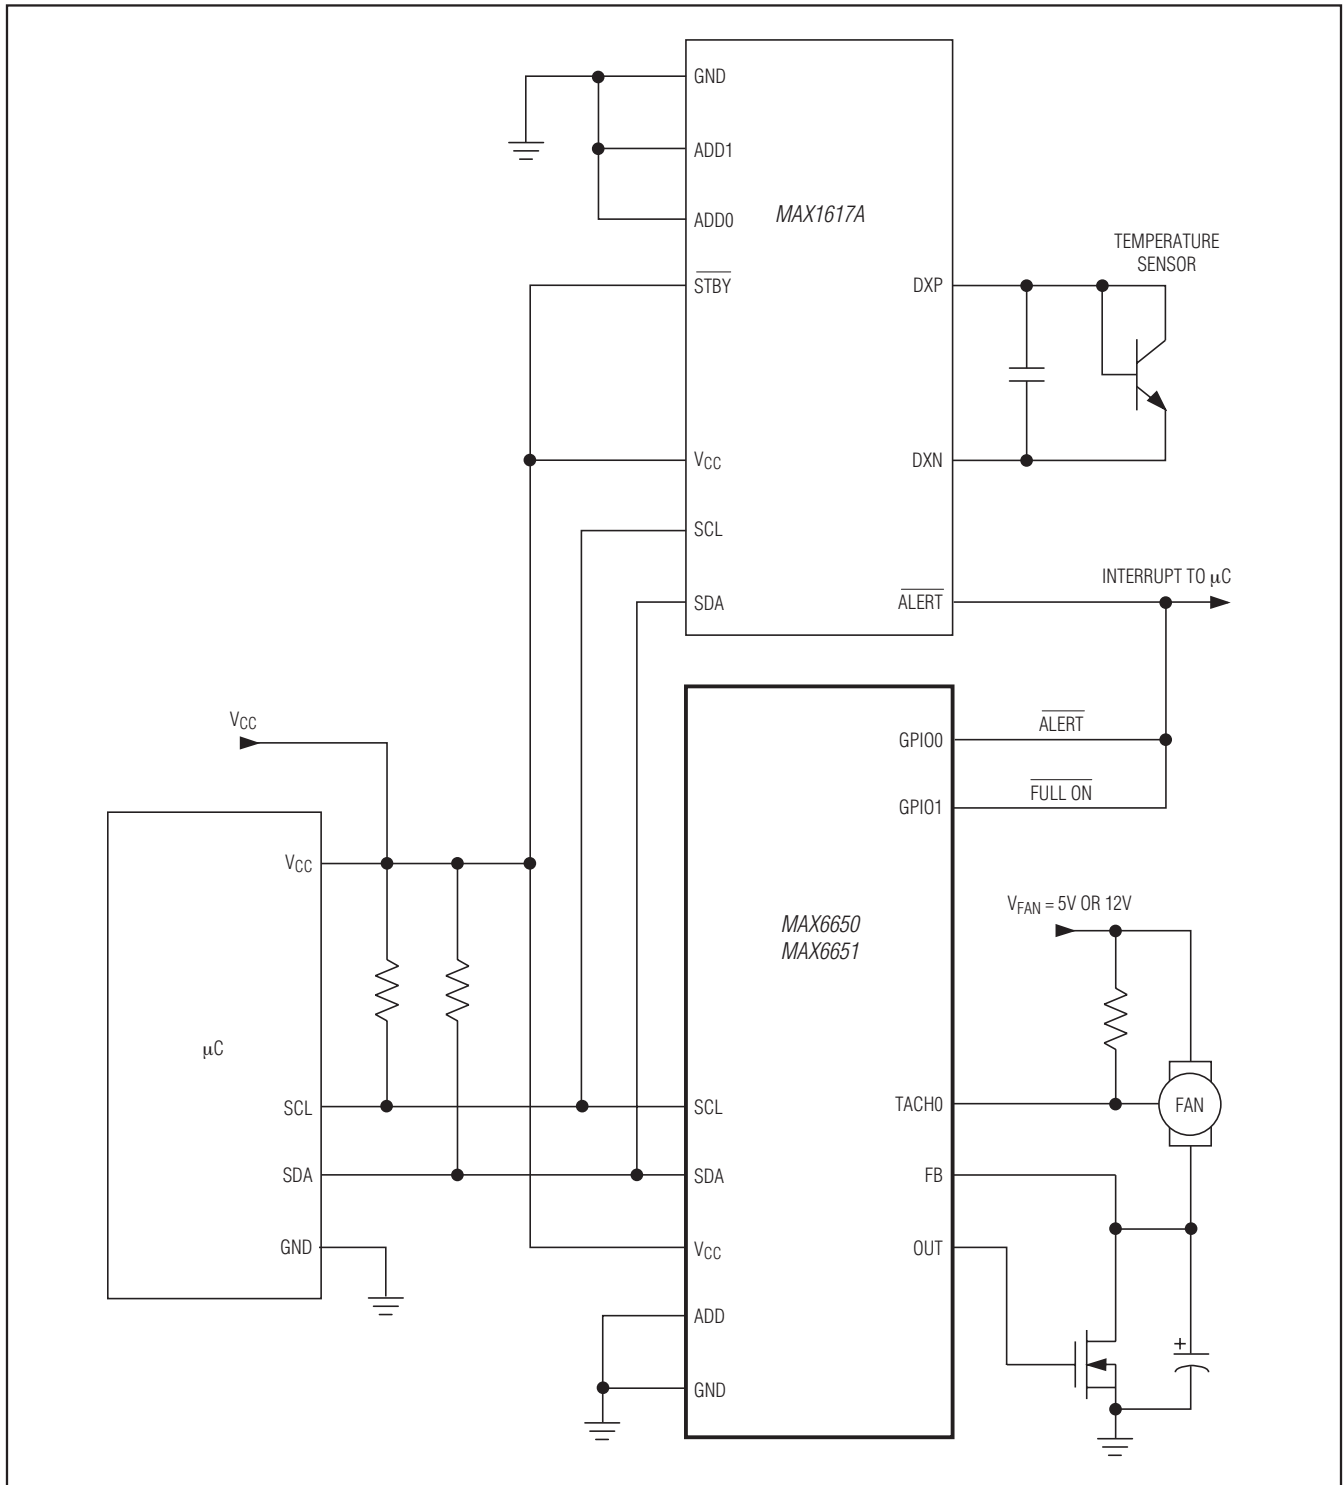 GND
ADD1
ADD0
MAX1617A
STBY
DXP
TEMPERATURE
SENSOR
VCC
DXN
SCL
SDA
ALERT
INTERRUPT TO µC
VCC
GPIO0
ALERT
GPIO1
FULL ON
VCC
MAX6650
MAX6651
VFAN = 5V OR 12V
µC
SCL
SCL
TACH0
FAN
SDA
SDA
FB
GND
VCC
OUT
ADD
+
GND